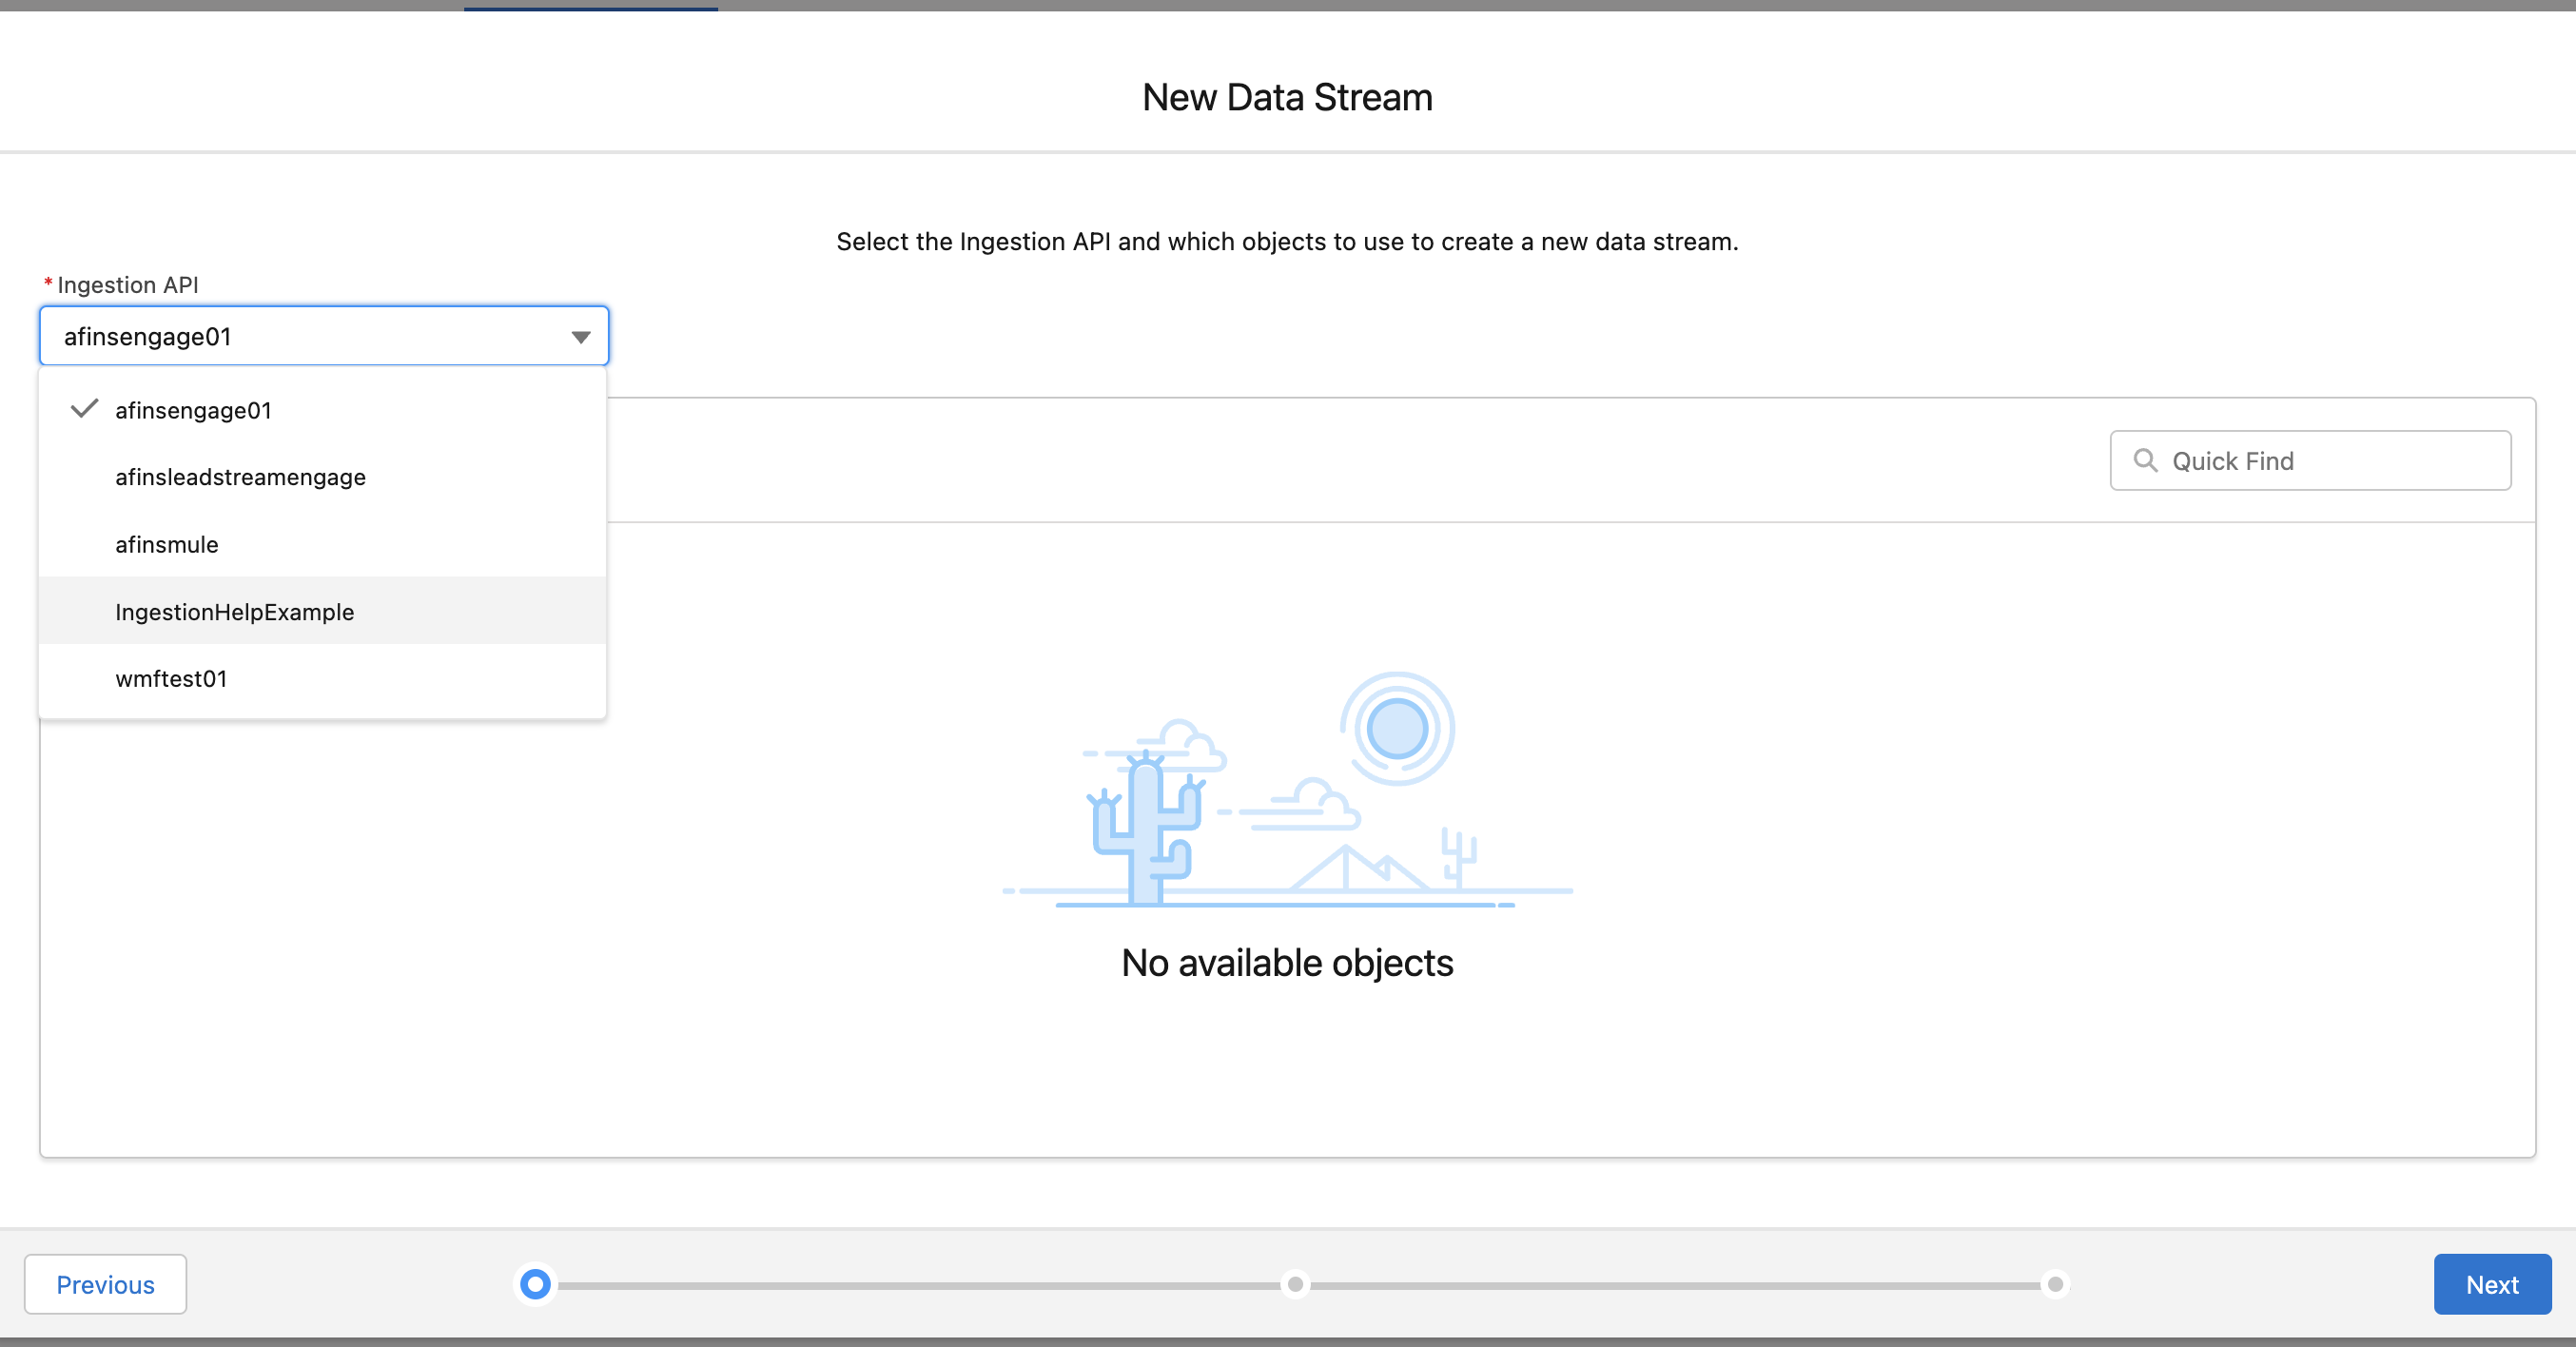 New Data Stream
Select the Ingestion API and which objects to use to create a new data stream.
* Ingestion API
afinsengage01
afinsengage01
afinsleadstreamengage
afinsmule
IngestionHelpExample
wmftest01
Quick Find
No available objects
Previous
Next